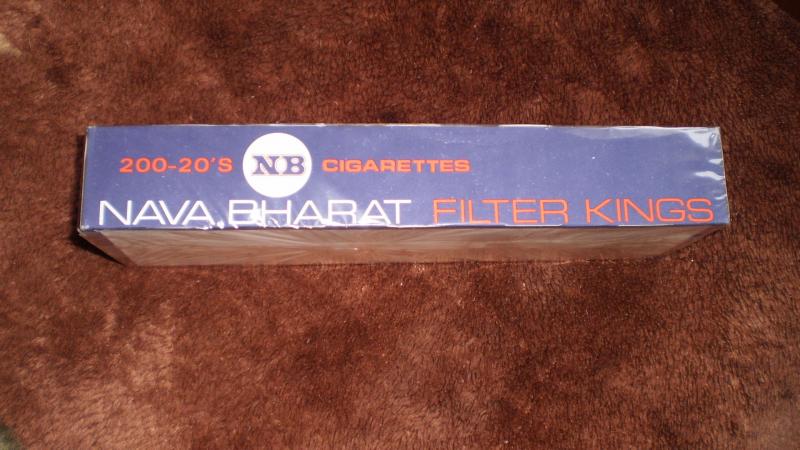 200-20'S NB CIGARETTES
NAVA BHARAT FILTER KINGS